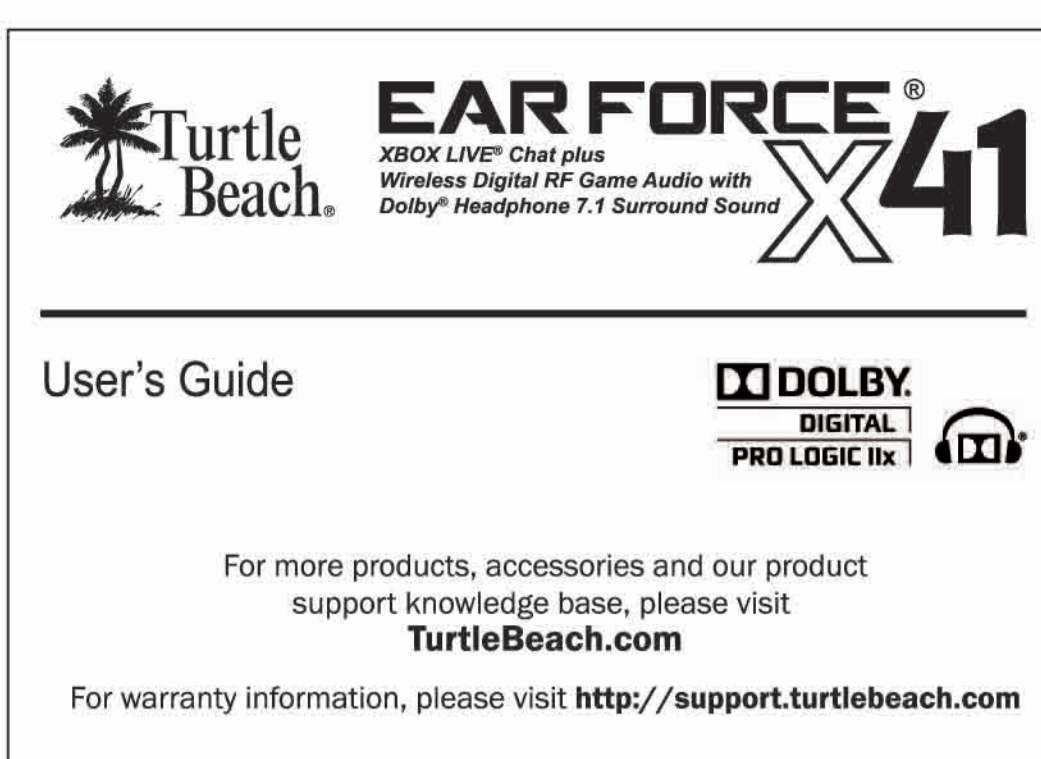 Turtle
Beach®
EAR FORCE®
X41
XBOX LIVE® Chat plus
Wireless Digital RF Game Audio with
Dolby® Headphone 7.1 Surround Sound
User's Guide
DOLBY.
DIGITAL
PRO LOGIC IIx
®
For more products, accessories and our product
support knowledge base, please visit
TurtleBeach.com
For warranty information, please visit http://support.turtlebeach.com